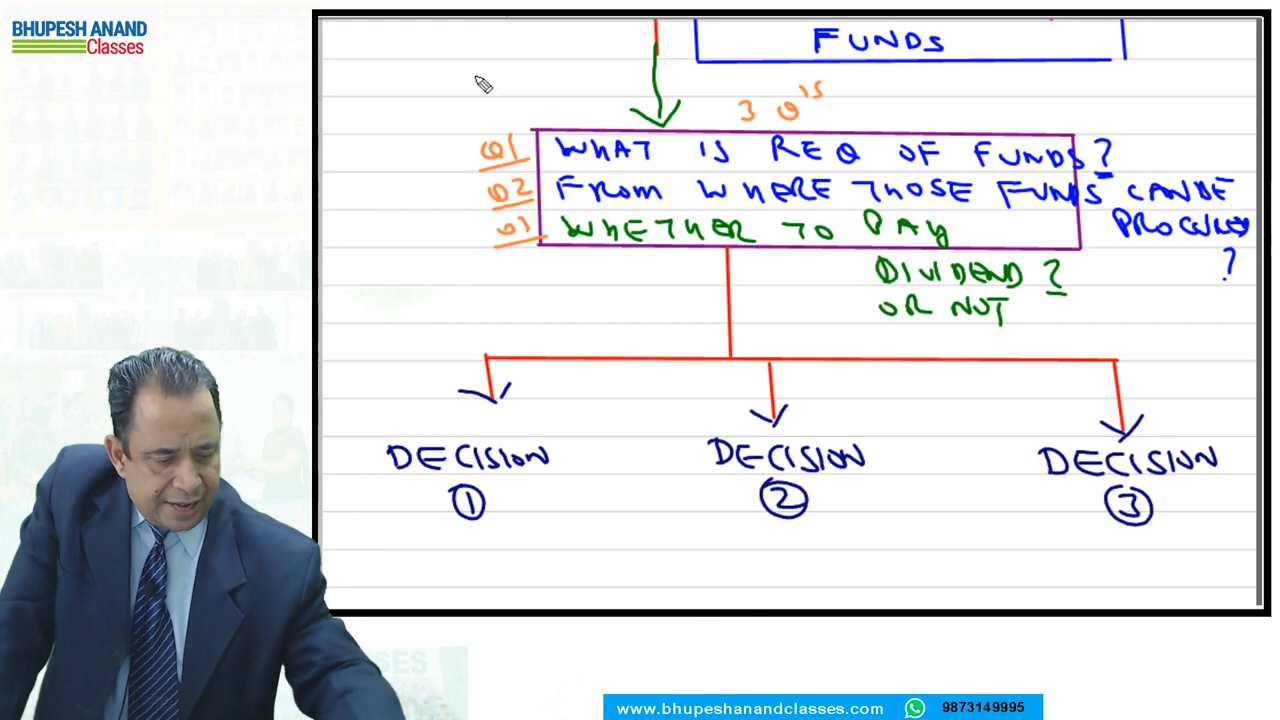 BHUPESH ANAND
Classes
FUNDS
3 Q'S
Q1 WHAT IS REQ OF FUNDS?
Q2 FROM WHERE THOSE FUNDS CAN BE
PROCURED
?
Q3 WHETHER TO PAY
DIVIDEND ?
OR NOT
DECISION DECISION DECISION
1 2 3
www.bhupeshanandclasses.com 9873149995